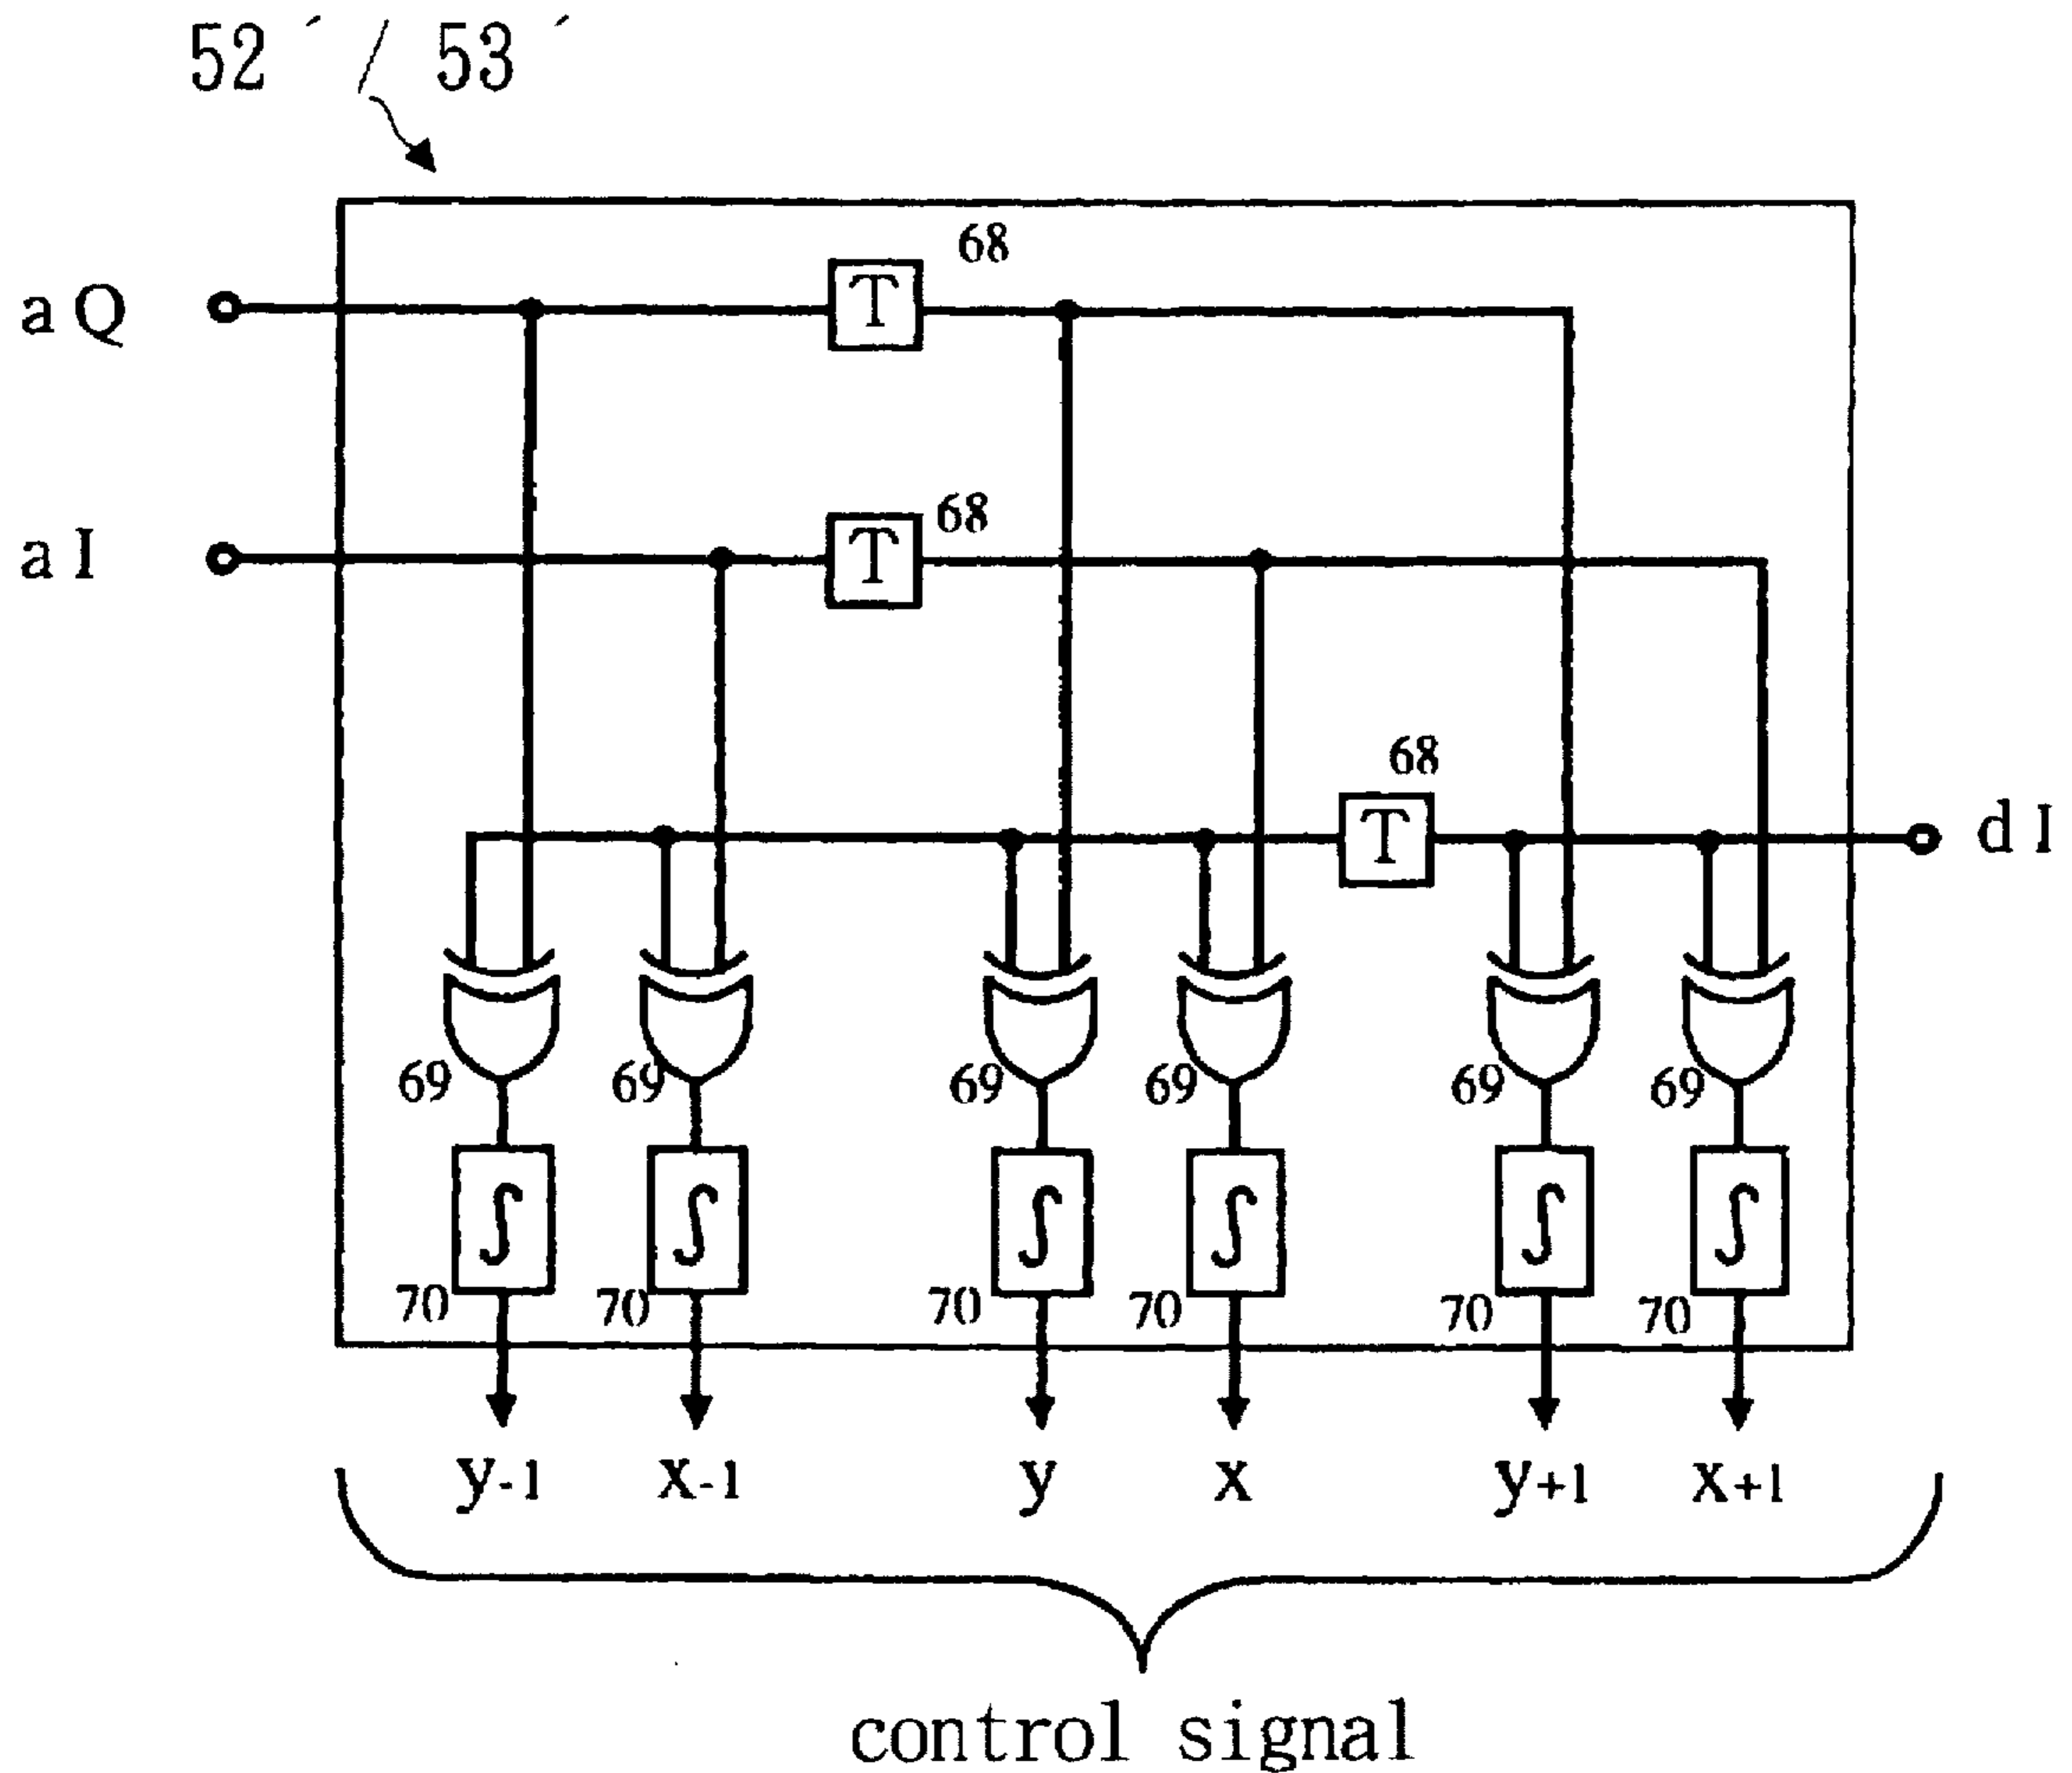 52 ´ / 53 ´
68
a Q
T
68
a I
T
68
T
d I
69 69 69 69 69 69
∫ ∫ ∫ ∫ ∫ ∫
70 70 70 70 70 70
y-1 x-1 y x y+1 x+1
control signal